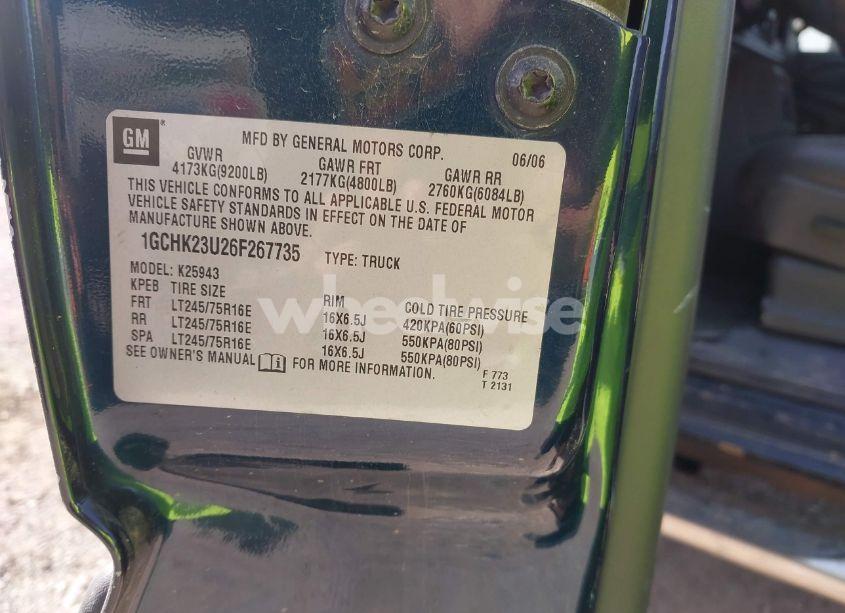 GM
MFD BY GENERAL MOTORS CORP. 06/06
GVWR GAWR FRT GAWR RR
4173KG(9200LB) 2177KG(4800LB) 2760KG(6084LB)
THIS VEHICLE CONFORMS TO ALL APPLICABLE U.S. FEDERAL MOTOR
VEHICLE SAFETY STANDARDS IN EFFECT ON THE DATE OF
MANUFACTURE SHOWN ABOVE.
1GCHK23U26F267735 TYPE: TRUCK
MODEL: K25943
KPEB TIRE SIZE RIM COLD TIRE PRESSURE
FRT LT245/75R16E 16X6.5J 420KPA(60PSI)
RR LT245/75R16E 16X6.5J 550KPA(80PSI)
SPA LT245/75R16E 16X6.5J 550KPA(80PSI)
SEE OWNER'S MANUAL FOR MORE INFORMATION.
F 773
T 2131
wheelwise